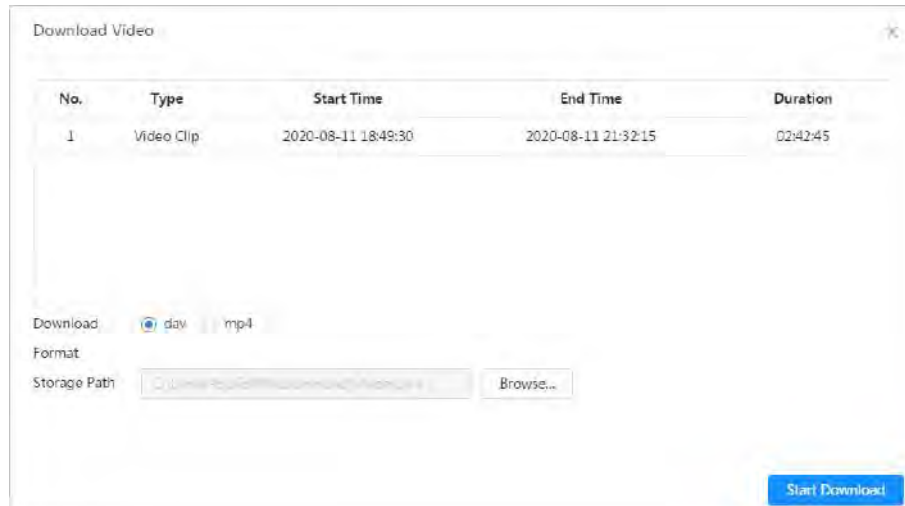 Download Video
No. Type Start Time End Time Duration
1 Video Clip 2020-08-11 18:49:30 2020-08-11 21:32:15 02:42:45
Download dav mp4
Format
Storage Path Browse...
Start Download